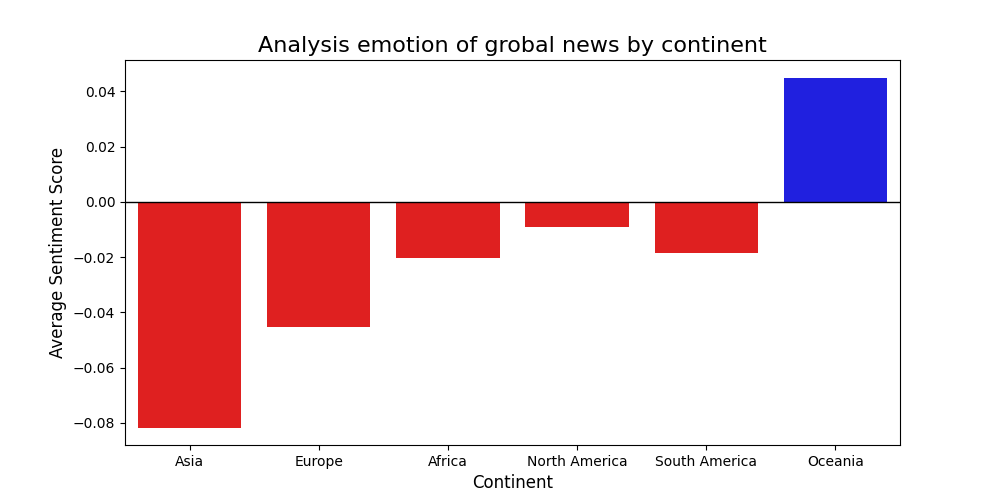 Analysis emotion of grobal news by continent
Average Sentiment Score
0.04
0.02
0.00
−0.02
−0.04
−0.06
−0.08
Asia Europe Africa North America South America Oceania
Continent